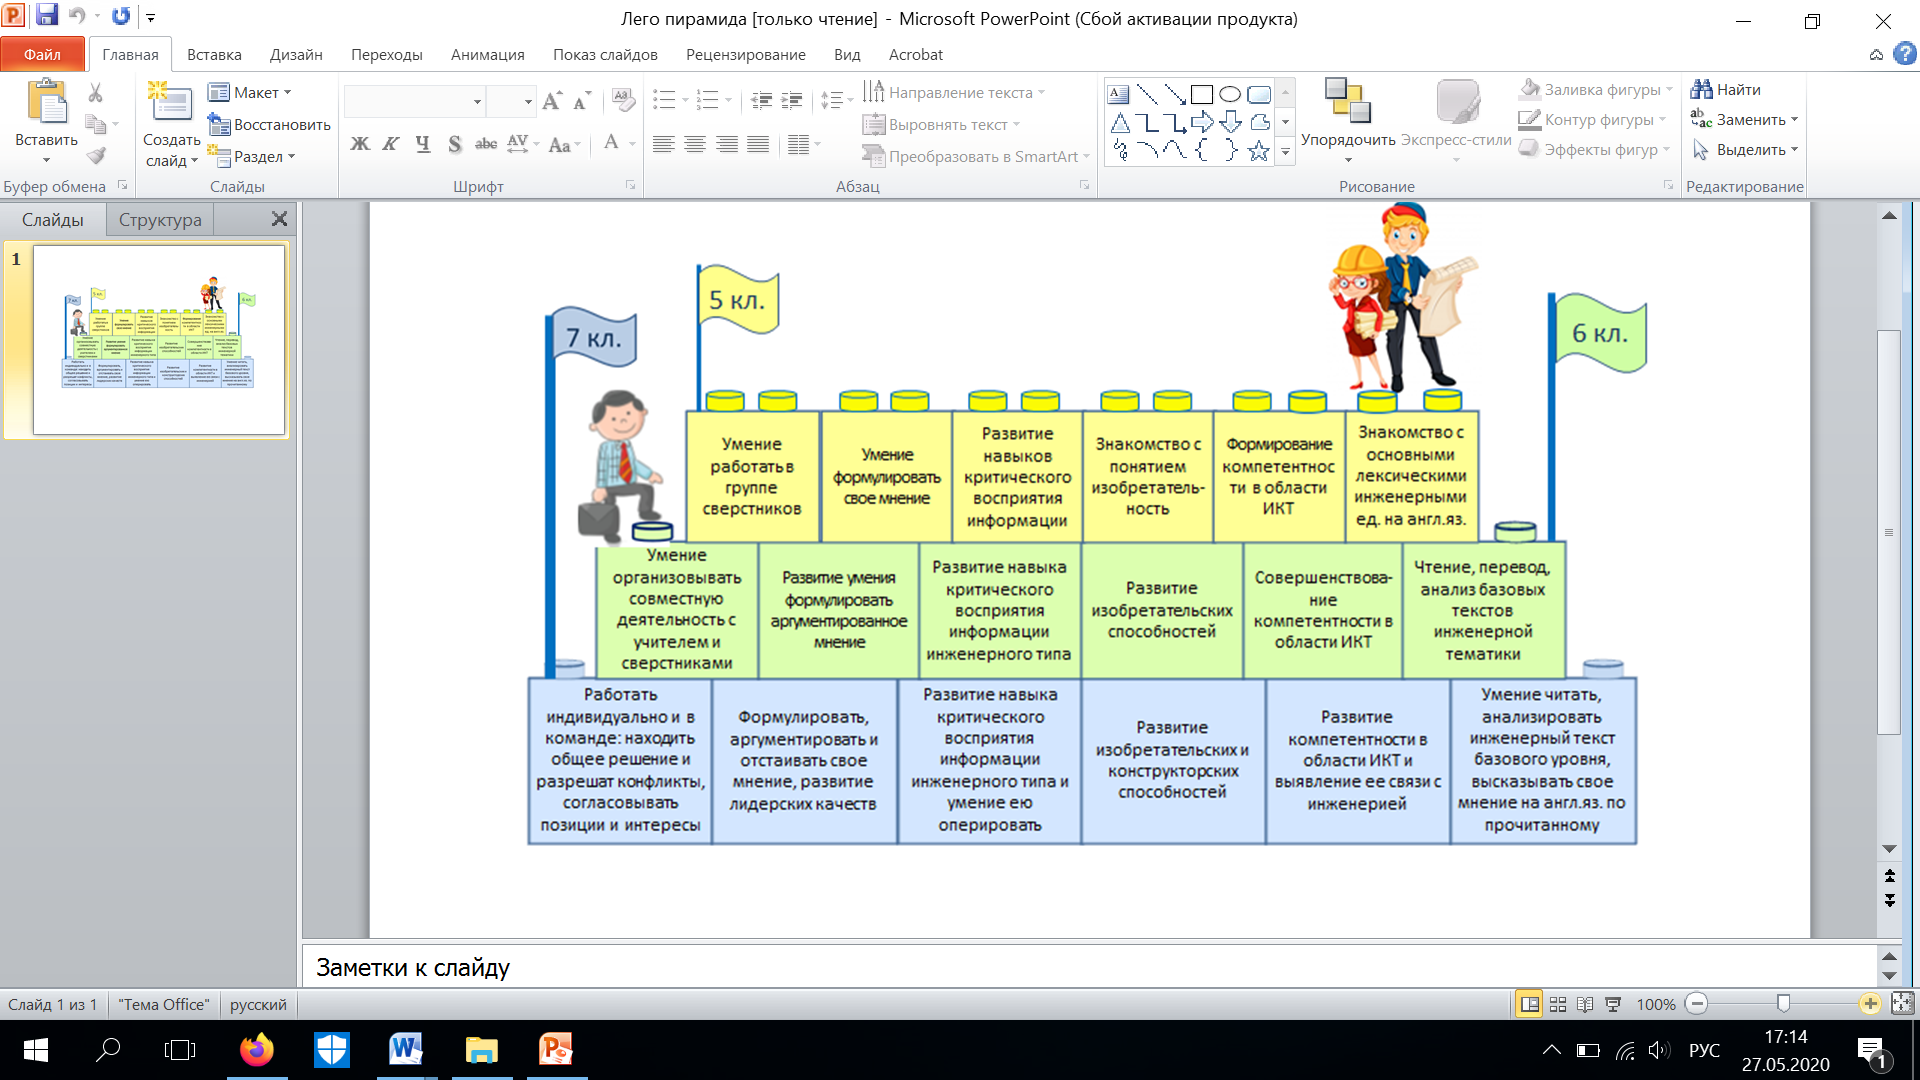 Лего пирамида [только чтение] - Microsoft PowerPoint (Сбой активации продукта)
Файл Главная Вставка Дизайн Переходы Анимация Показ слайдов Рецензирование Вид Acrobat
Вставить
Буфер обмена
Создать
слайд
Макет
Восстановить
Раздел
Слайды
Ж К Ч S abc AV Aa A
Шрифт
Направление текста
Выровнять текст
Преобразовать в SmartArt
Абзац
Упорядочить
Экспресс-стили
Заливка фигуры
Контур фигуры
Эффекты фигур
Рисование
Найти
Заменить
Выделить
Редактирование
Слайды Структура
1
7 кл.
5 кл.
6 кл.
Умение
работать в
группе
сверстников
Умение
формулировать
свое мнение
Развитие
навыков
критического
восприятия
информации
Знакомство с
понятием
изобретатель-
ность
Формирование
компетентнос
ти в области
ИКТ
Знакомство с
основными
лексическими
инженерными
ед. на англ.яз.
Умение
организовывать
совместную
деятельность с
учителем и
сверстниками
Развитие умения
формулировать
аргументированное
мнение
Развитие навыка
критического
восприятия
информации
инженерного типа
Развитие
изобретательских
способностей
Совершенствова-
ние
компетентности в
области ИКТ
Чтение, перевод,
анализ базовых
текстов
инженерной
тематики
Работать
индивидуально и в
команде: находить
общее решение и
разрешат конфликты,
согласовывать
позиции и интересы
Формулировать,
аргументировать и
отстаивать свое
мнение, развитие
лидерских качеств
Развитие навыка
критического
восприятия
информации
инженерного типа и
умение ею
оперировать
Развитие
изобретательских и
конструкторских
способностей
Развитие
компетентности в
области ИКТ и
выявление ее связи с
инженерией
Умение читать,
анализировать
инженерный текст
базового уровня,
высказывать свое
мнение на англ.яз. по
прочитанному
Заметки к слайду
Слайд 1 из 1 "Тема Office" русский 100%
РУС 17:14
27.05.2020
1